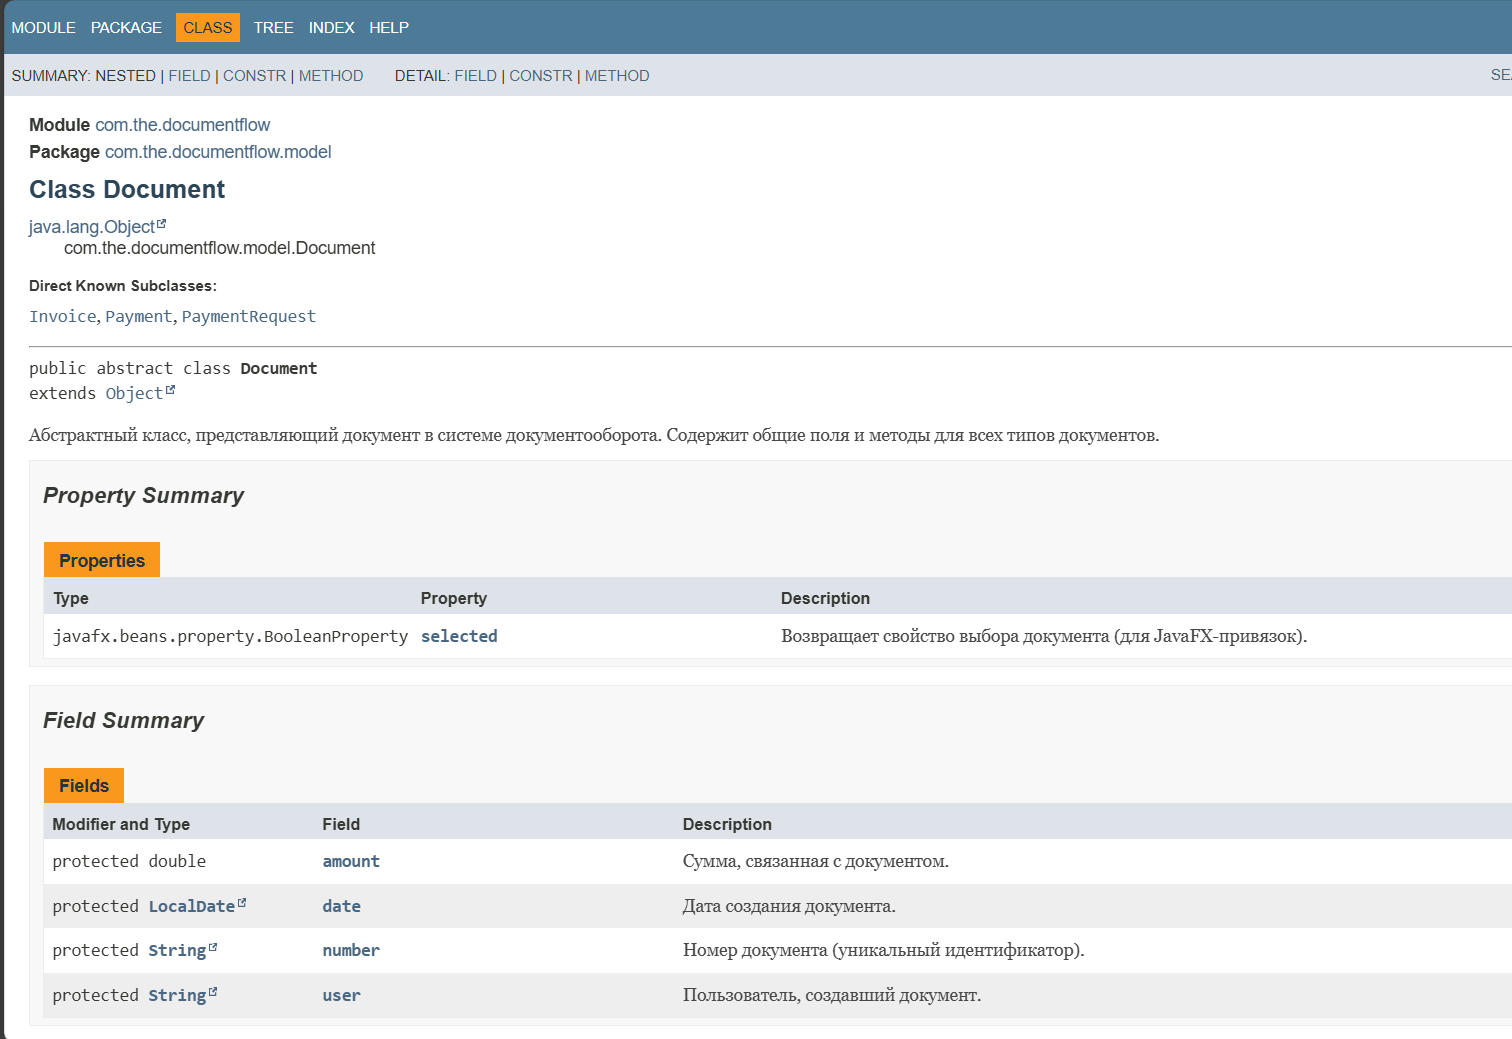 MODULE PACKAGE CLASS TREE INDEX HELP
SUMMARY: NESTED | FIELD | CONSTR | METHOD DETAIL: FIELD | CONSTR | METHOD
Module com.the.documentflow
Package com.the.documentflow.model
Class Document
java.lang.Object
com.the.documentflow.model.Document
Direct Known Subclasses:
Invoice, Payment, PaymentRequest
public abstract class Document
extends Object
Абстрактный класс, представляющий документ в системе документооборота. Содержит общие поля и методы для всех типов документов.
Property Summary
Properties
Type Property Description
javafx.beans.property.BooleanProperty selected Возвращает свойство выбора документа (для JavaFX-привязок).
Field Summary
Fields
Modifier and Type Field Description
protected double amount Сумма, связанная с документом.
protected LocalDate date Дата создания документа.
protected String number Номер документа (уникальный идентификатор).
protected String user Пользователь, создавший документ.